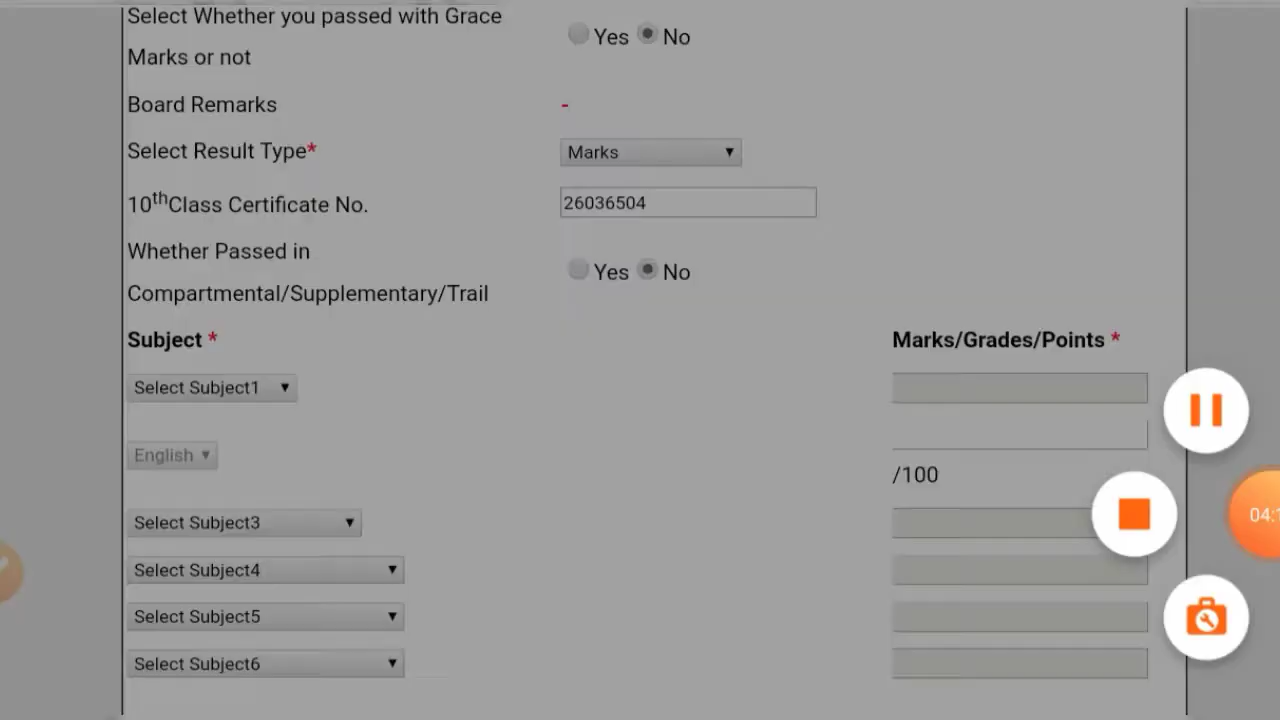 Select Whether you passed with Grace
Marks or not
Yes No
Board Remarks -
Select Result Type* Marks
10thClass Certificate No. 26036504
Whether Passed in
Compartmental/Supplementary/Trail
Yes No
Subject * Marks/Grades/Points *
Select Subject1
English
/100
Select Subject3
Select Subject4
Select Subject5
Select Subject6